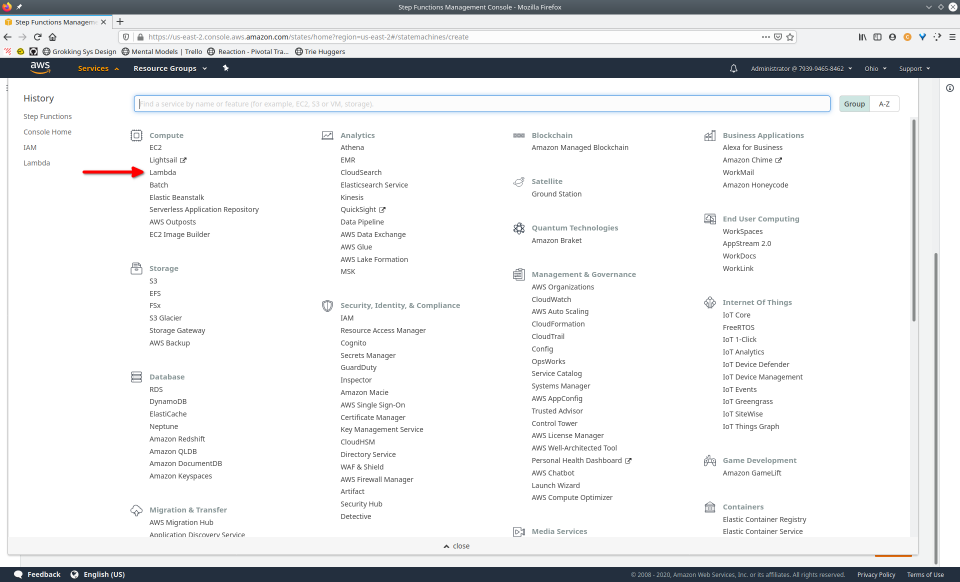 Step Functions Management Console - Mozilla Firefox
Step Functions Managem
https://us-east-2.console.aws.amazon.com/states/home?region=us-east-2#/statemachines/create
Grokking Sys Design
Mental Models | Trello
Reaction - Pivotal Tra...
Trie Huggers
aws
Services
Resource Groups
Administrator @ 7939-9465-8462
Ohio
Support
History
Step Functions
Console Home
IAM
Lambda
Find a service by name or feature (for example, EC2, S3 or VM, storage).
Group
A-Z
Compute
EC2
Lightsail
Lambda
Batch
Elastic Beanstalk
Serverless Application Repository
AWS Outposts
EC2 Image Builder
Storage
S3
EFS
FSx
S3 Glacier
Storage Gateway
AWS Backup
Database
RDS
DynamoDB
ElastiCache
Neptune
Amazon Redshift
Amazon QLDB
Amazon DocumentDB
Amazon Keyspaces
Migration & Transfer
AWS Migration Hub
Application Discovery Service
Analytics
Athena
EMR
CloudSearch
Elasticsearch Service
Kinesis
QuickSight
Data Pipeline
AWS Data Exchange
AWS Glue
AWS Lake Formation
MSK
Security, Identity, & Compliance
IAM
Resource Access Manager
Cognito
Secrets Manager
GuardDuty
Inspector
Amazon Macie
AWS Single Sign-On
Certificate Manager
Key Management Service
CloudHSM
Directory Service
WAF & Shield
AWS Firewall Manager
Artifact
Security Hub
Detective
Blockchain
Amazon Managed Blockchain
Satellite
Ground Station
Quantum Technologies
Amazon Braket
Management & Governance
AWS Organizations
CloudWatch
AWS Auto Scaling
CloudFormation
CloudTrail
Config
OpsWorks
Service Catalog
Systems Manager
AWS AppConfig
Trusted Advisor
Control Tower
AWS License Manager
AWS Well-Architected Tool
Personal Health Dashboard
AWS Chatbot
Launch Wizard
AWS Compute Optimizer
Media Services
Business Applications
Alexa for Business
Amazon Chime
WorkMail
Amazon Honeycode
End User Computing
WorkSpaces
AppStream 2.0
WorkDocs
WorkLink
Internet Of Things
IoT Core
FreeRTOS
IoT 1-Click
IoT Analytics
IoT Device Defender
IoT Device Management
IoT Events
IoT Greengrass
IoT SiteWise
IoT Things Graph
Game Development
Amazon GameLift
Containers
Elastic Container Registry
Elastic Container Service
close
Feedback
English (US)
© 2008 - 2020, Amazon Web Services, Inc. or its affiliates. All rights reserved.
Privacy Policy
Terms of Use